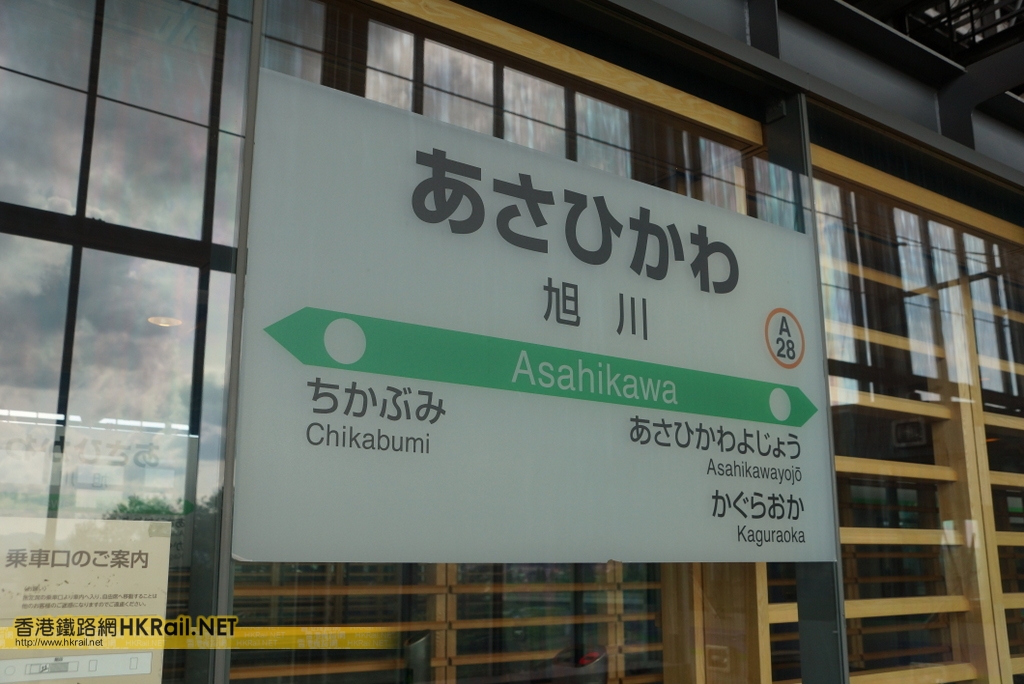 あさひかわ
旭川
A
28
Asahikawa
ちかぶみ
Chikabumi
あさひかわよじょう
Asahikawayojō
かぐらおか
Kaguraoka
乗車口のご案内
香港鐵路網HKRail.NET
http://www.hkrail.net